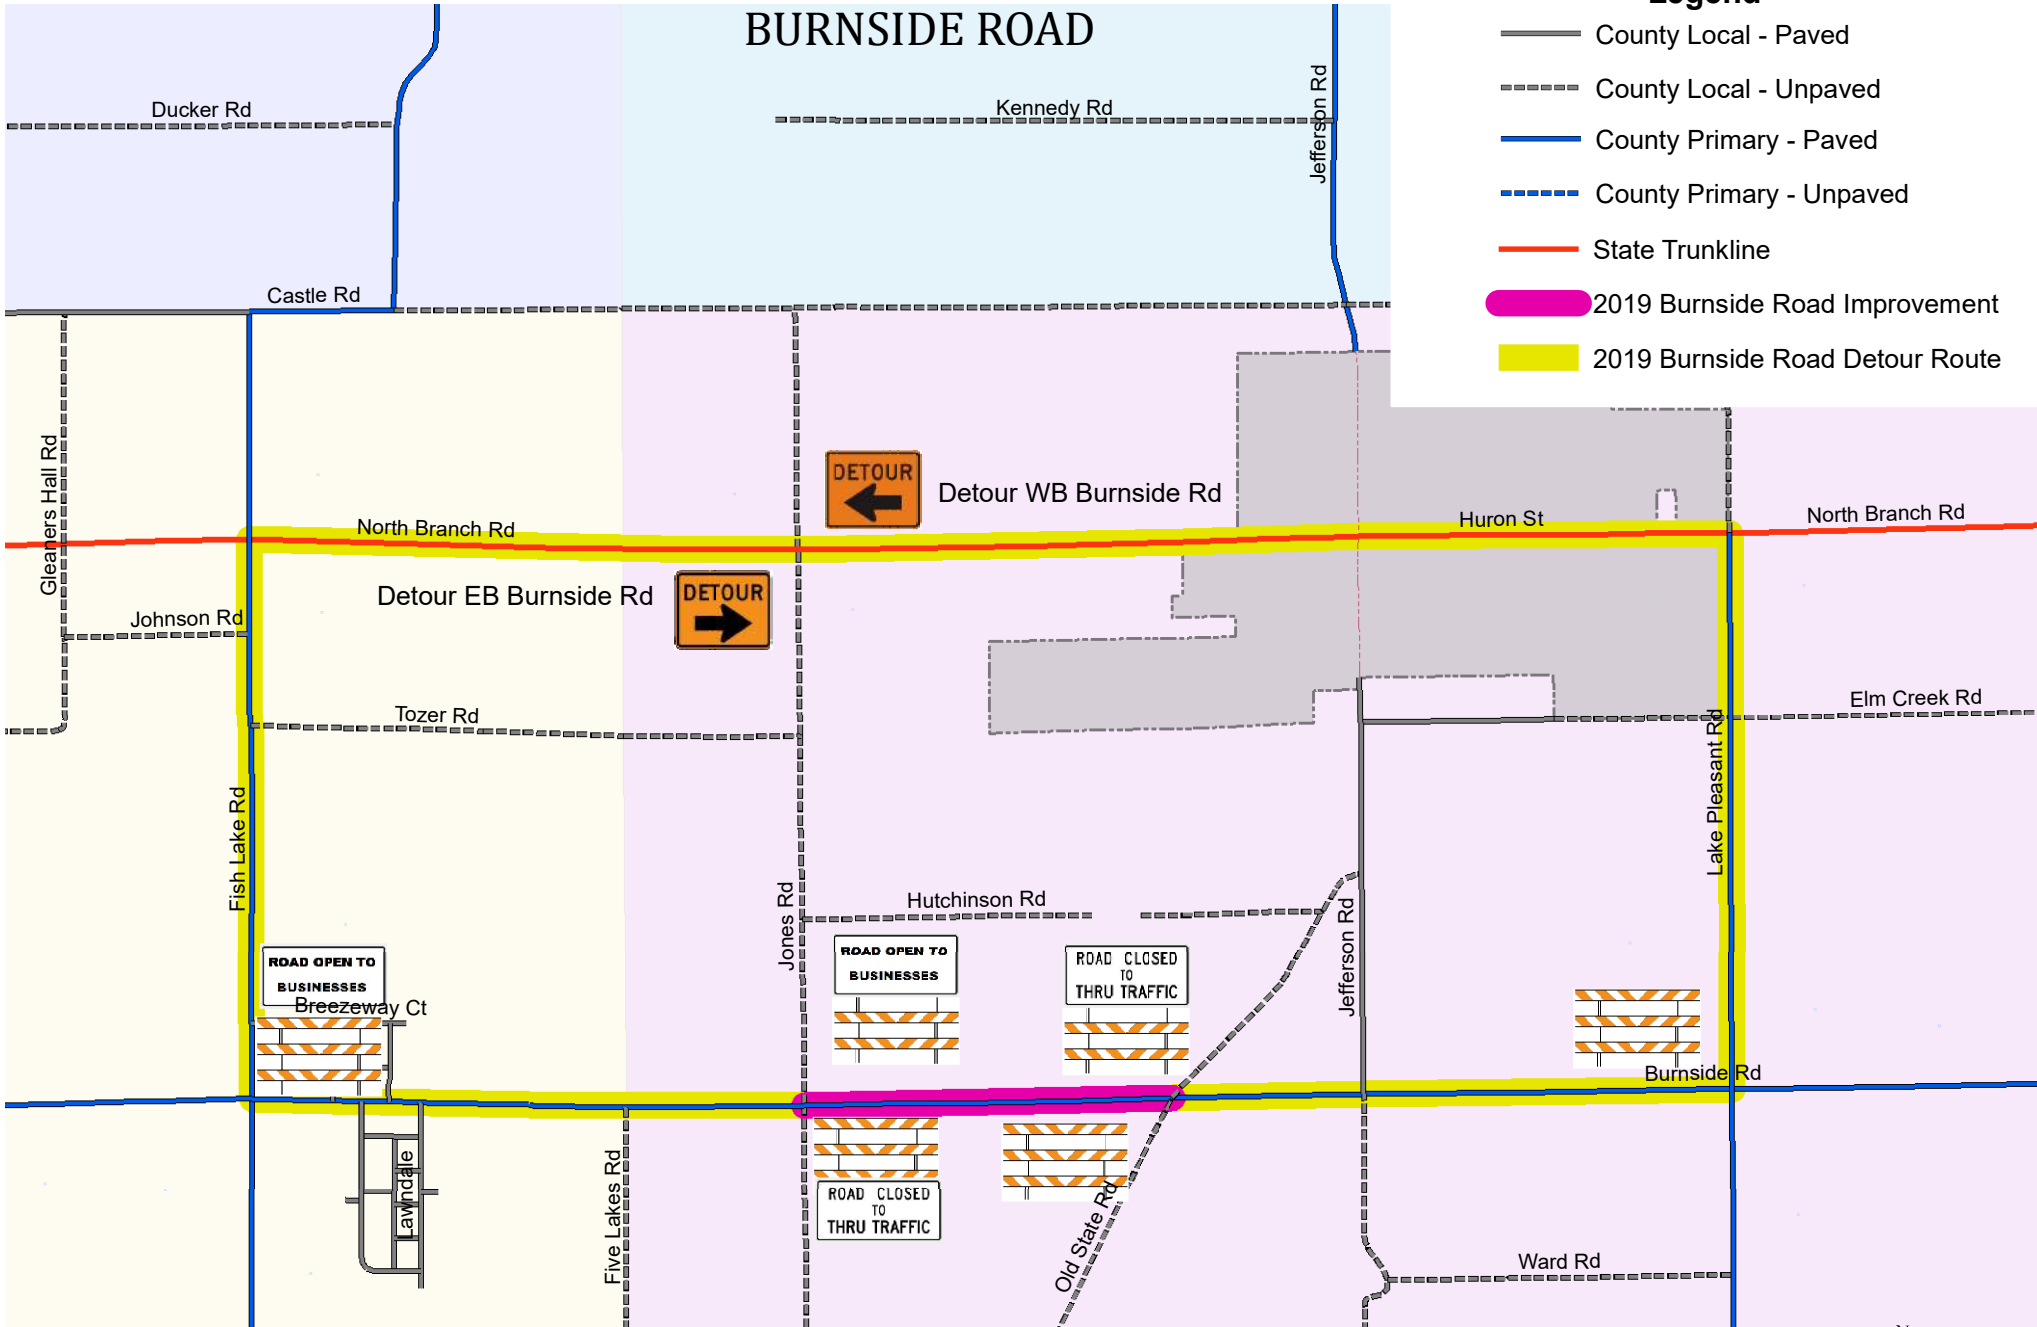 BURNSIDE ROAD
Legend
County Local - Paved
County Local - Unpaved
County Primary - Paved
County Primary - Unpaved
State Trunkline
2019 Burnside Road Improvement
2019 Burnside Road Detour Route
Ducker Rd
Kennedy Rd
Jefferson Rd
Castle Rd
Gleaners Hall Rd
DETOUR
Detour WB Burnside Rd
North Branch Rd
Huron St
North Branch Rd
Detour EB Burnside Rd
DETOUR
Johnson Rd
Tozer Rd
Elm Creek Rd
Lake Pleasant Rd
Fish Lake Rd
Jones Rd
Hutchinson Rd
Jefferson Rd
ROAD OPEN TO
BUSINESSES
ROAD OPEN TO
BUSINESSES
ROAD CLOSED
TO
THRU TRAFFIC
Breezeway Ct
Burnside Rd
Lawndale
Five Lakes Rd
ROAD CLOSED
TO
THRU TRAFFIC
Old State Rd
Ward Rd